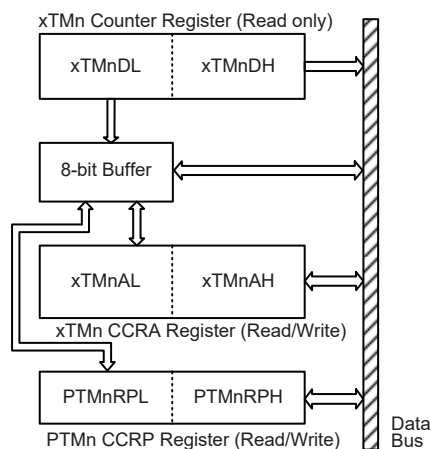 xTMn Counter Register (Read only)
xTMnDL xTMnDH
8-bit Buffer
xTMnAL xTMnAH
xTMn CCRA Register (Read/Write)
PTMnRPL PTMnRPH
PTMn CCRP Register (Read/Write)
Data
Bus